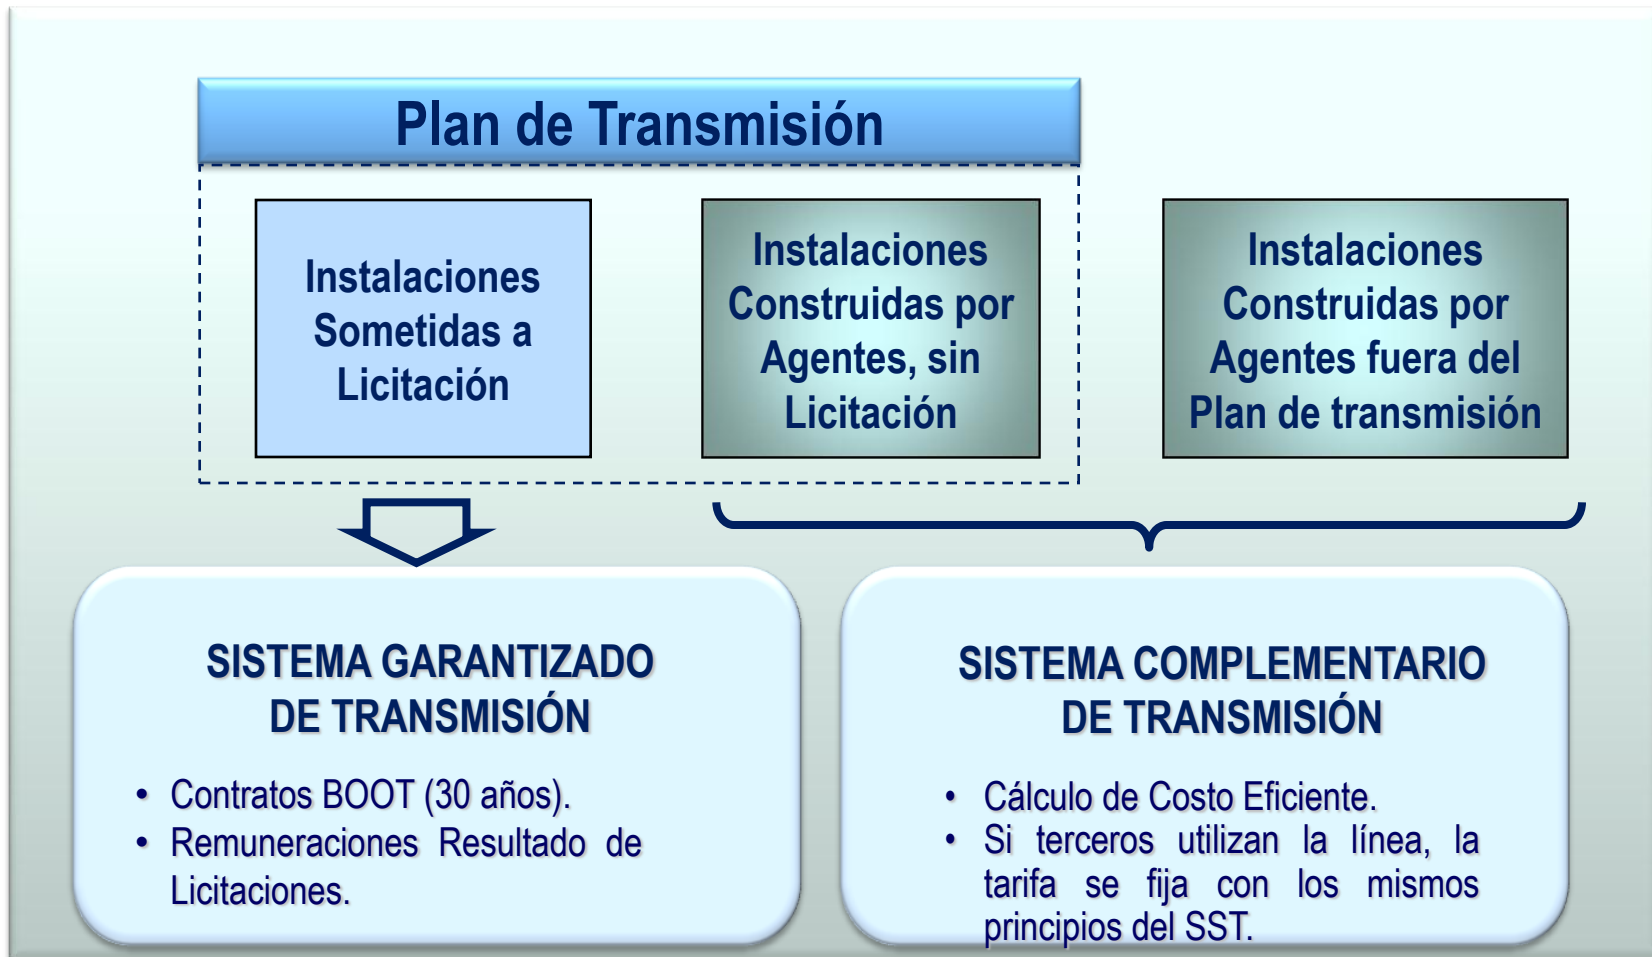 Plan de Transmisión
Instalaciones
Sometidas a
Licitación
Instalaciones
Construidas por
Agentes, sin
Licitación
Instalaciones
Construidas por
Agentes fuera del
Plan de transmisión
SISTEMA GARANTIZADO
DE TRANSMISIÓN
• Contratos BOOT (30 años).
• Remuneraciones Resultado de
Licitaciones.
SISTEMA COMPLEMENTARIO
DE TRANSMISIÓN
• Cálculo de Costo Eficiente.
• Si terceros utilizan la línea, la
tarifa se fija con los mismos
principios del SST.